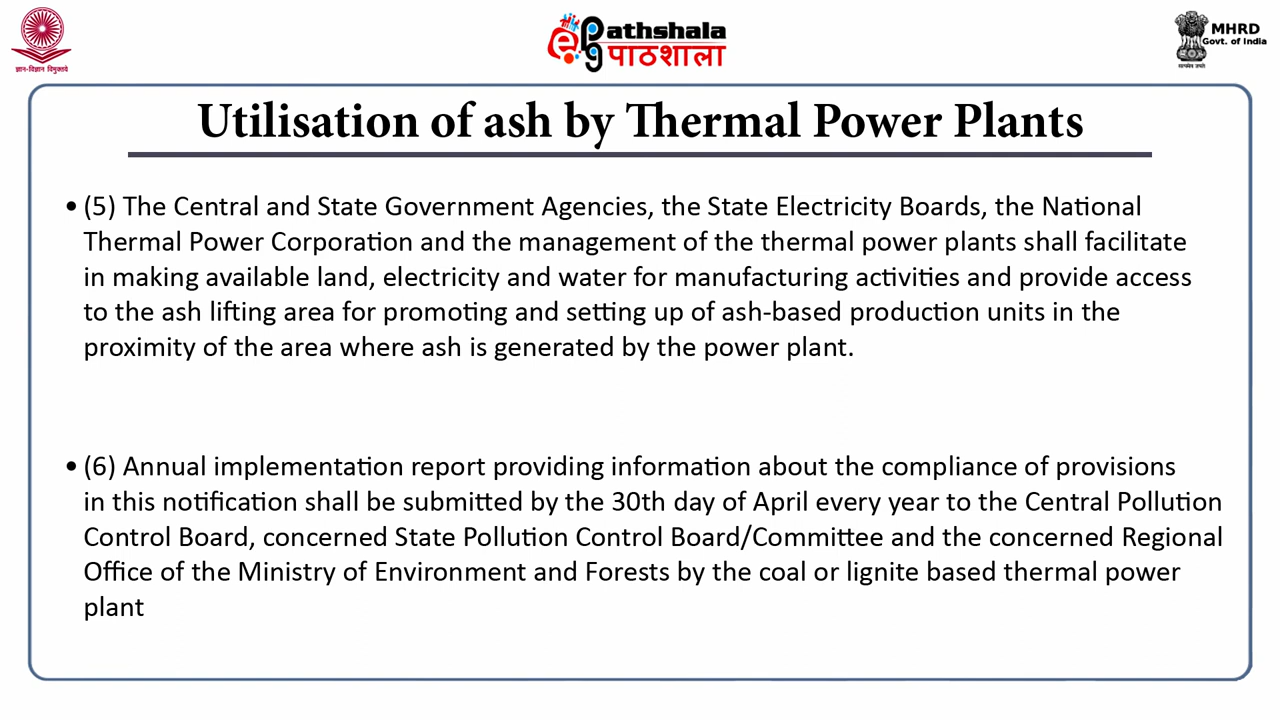 ज्ञान-विज्ञान विमुक्तये
epg Pathshala
पाठशाला
MHRD
Govt. of India
सत्यमेव जयते
Utilisation of ash by Thermal Power Plants
• (5) The Central and State Government Agencies, the State Electricity Boards, the National
Thermal Power Corporation and the management of the thermal power plants shall facilitate
in making available land, electricity and water for manufacturing activities and provide access
to the ash lifting area for promoting and setting up of ash-based production units in the
proximity of the area where ash is generated by the power plant.
• (6) Annual implementation report providing information about the compliance of provisions
in this notification shall be submitted by the 30th day of April every year to the Central Pollution
Control Board, concerned State Pollution Control Board/Committee and the concerned Regional
Office of the Ministry of Environment and Forests by the coal or lignite based thermal power
plant